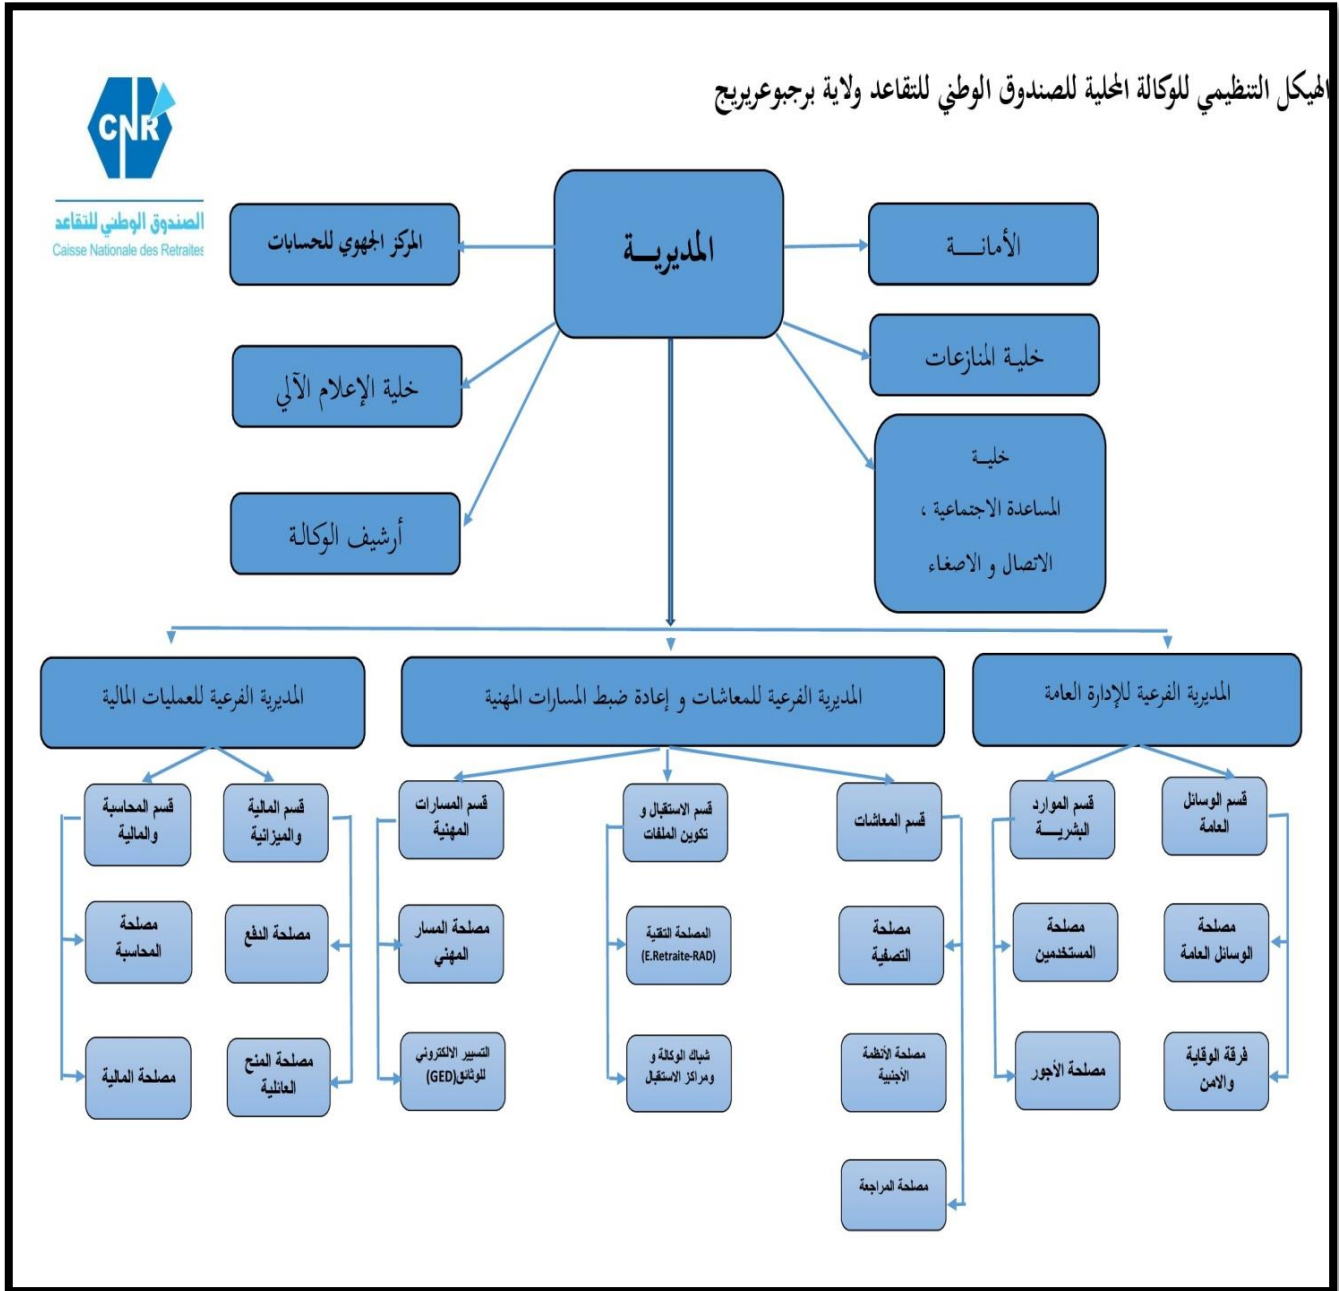 الهيكل التنظيمي للوكالة المحلية للصندوق الوطني للتقاعد ولاية برجبوعريريج
CNR
الصندوق الوطني للتقاعد
Caisse Nationale des Retraites
المديريـــة
الأمانـــــة
المركز الجهوي للحسابات
خلية المنازعات
خلية الإعلام الآلي
خليـــة
المساعدة الاجتماعية ،
الاتصال و الاصغاء
أرشيف الوكالة
المديرية الفرعية للإدارة العامة
المديرية الفرعية للمعاشات و إعادة ضبط المسارات المهنية
المديرية الفرعية للعمليات المالية
قسم الوسائل
العامة
قسم الموارد
البشريـــــة
قسم المعاشات
قسم الاستقبال و
تكوين الملفات
قسم المسارات
المهنية
قسم المالية
والميزانية
قسم المحاسبة
والمالية
مصلحة
الوسائل العامة
مصلحة
المستخدمين
مصلحة
التصفية
المصلحة التقنية
(E.Retraite-RAD)
مصلحة المسار
المهني
مصلحة الدفع
مصلحة
المحاسبة
فرقة الوقاية
والامن
مصلحة الأجور
مصلحة الأنظمة
الأجنبية
شباك الوكالة و
ومراكز الاستقبال
التسيير الالكتروني
للوثائق(GED)
مصلحة المنح
العائلية
مصلحة المالية
مصلحة المراجعة